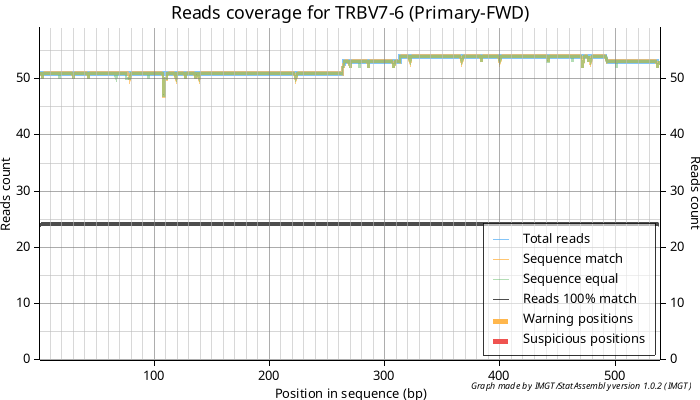 Reads coverage for TRBV7-6 (Primary-FWD)
50 50
40 40
30 30
20 20
10 10
0 0
Reads count
Reads count
Total reads
Sequence match
Sequence equal
Reads 100% match
Warning positions
Suspicious positions
100 200 300 400 500
Position in sequence (bp)
Graph made by IMGT/StatAssembly version 1.0.2 (IMGT)